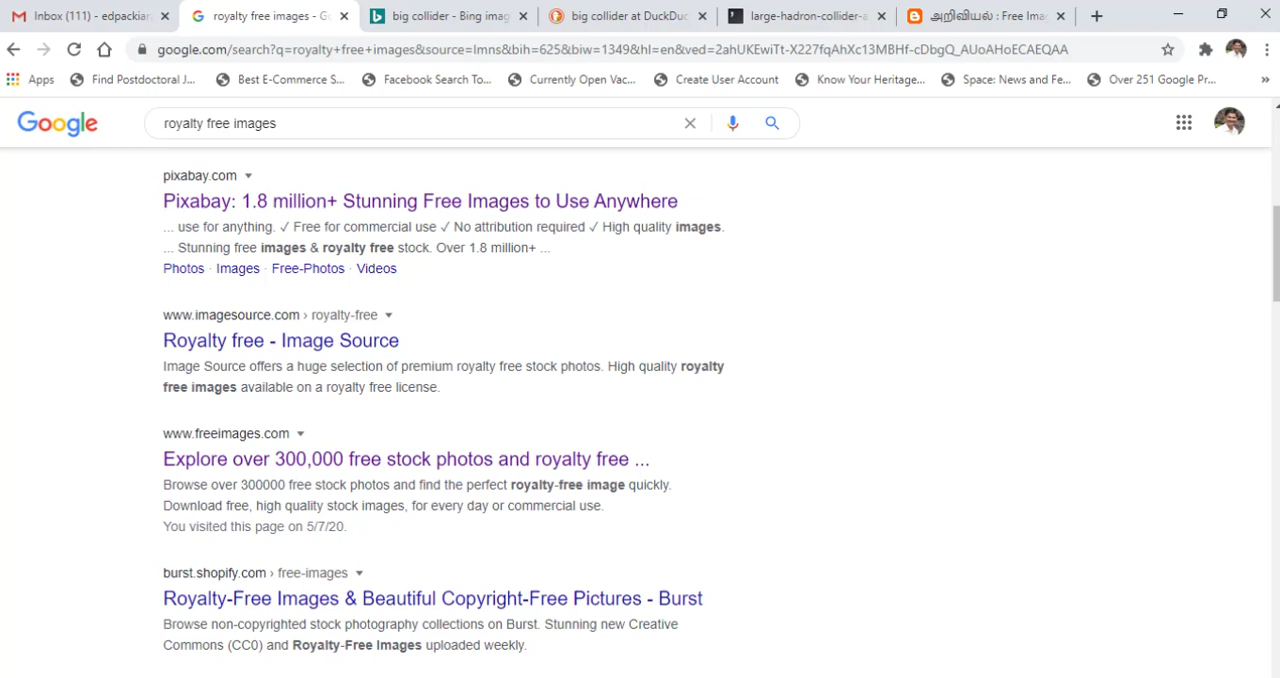 Inbox (111) - edpackiar
royalty free images - Go
big collider - Bing imag
big collider at DuckDuc
large-hadron-collider-a
அறிவியல் : Free Ima
google.com/search?q=royalty+free+images&source=lmns&bih=625&biw=1349&hl=en&ved=2ahUKEwiTt-X227fqAhXc13MBHf-cDbgQ_AUoAHoECAEQAA
Apps
Find Postdoctoral J...
Best E-Commerce S...
Facebook Search To...
Currently Open Vac...
Create User Account
Know Your Heritage...
Space: News and Fe...
Over 251 Google Pr...
Google
royalty free images
pixabay.com
Pixabay: 1.8 million+ Stunning Free Images to Use Anywhere
... use for anything. ✓ Free for commercial use ✓ No attribution required ✓ High quality images.
... Stunning free images & royalty free stock. Over 1.8 million+ ...
Photos · Images · Free-Photos · Videos
www.imagesource.com › royalty-free
Royalty free - Image Source
Image Source offers a huge selection of premium royalty free stock photos. High quality royalty
free images available on a royalty free license.
www.freeimages.com
Explore over 300,000 free stock photos and royalty free ...
Browse over 300000 free stock photos and find the perfect royalty-free image quickly.
Download free, high quality stock images, for every day or commercial use.
You visited this page on 5/7/20.
burst.shopify.com › free-images
Royalty-Free Images & Beautiful Copyright-Free Pictures - Burst
Browse non-copyrighted stock photography collections on Burst. Stunning new Creative
Commons (CC0) and Royalty-Free Images uploaded weekly.